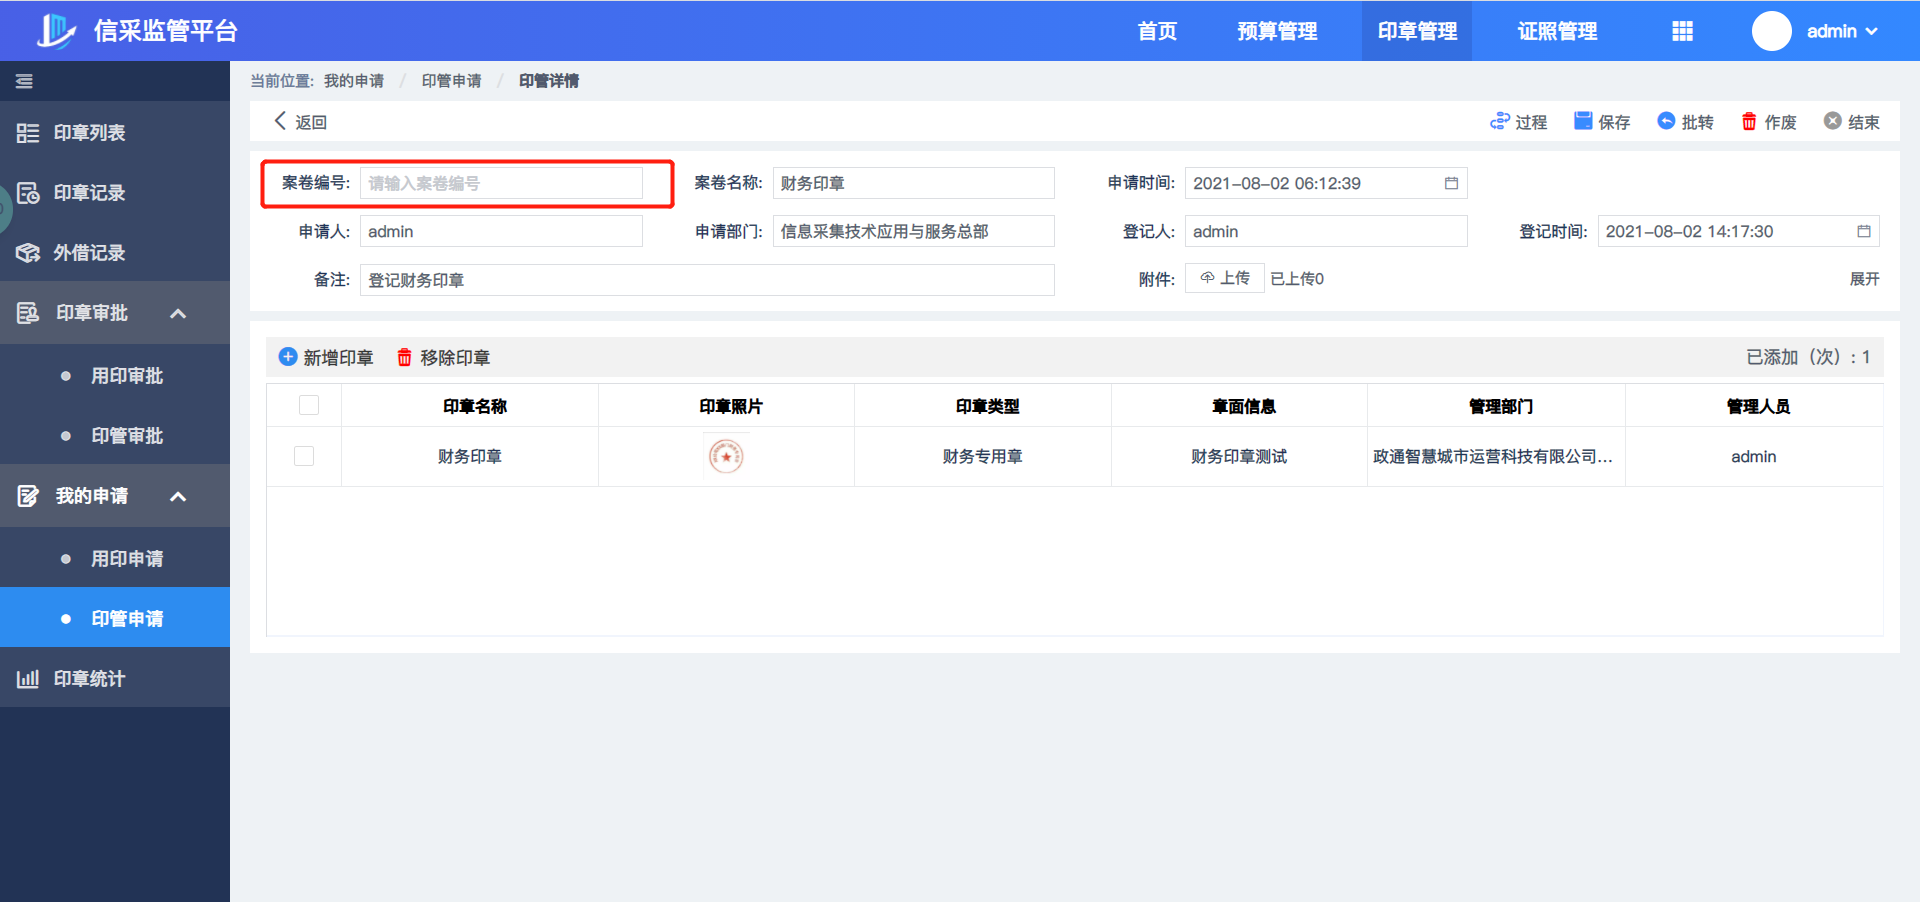 信采监管平台
首页 预算管理 印章管理 证照管理 admin
当前位置: 我的申请 / 印管申请 / 印管详情
返回
过程 保存 批转 作废 结束
印章列表
印章记录
外借记录
印章审批
用印审批
印管审批
我的申请
用印申请
印管申请
印章统计
案卷编号: 请输入案卷编号 案卷名称: 财务印章 申请时间: 2021-08-02 06:12:39
申请人: admin 申请部门: 信息采集技术应用与服务总部 登记人: admin 登记时间: 2021-08-02 14:17:30
备注: 登记财务印章 附件: 上传 已上传0 展开
新增印章 移除印章 已添加（次）: 1
印章名称 印章照片 印章类型 章面信息 管理部门 管理人员
财务印章 财务专用章 财务印章测试 政通智慧城市运营科技有限公司... admin